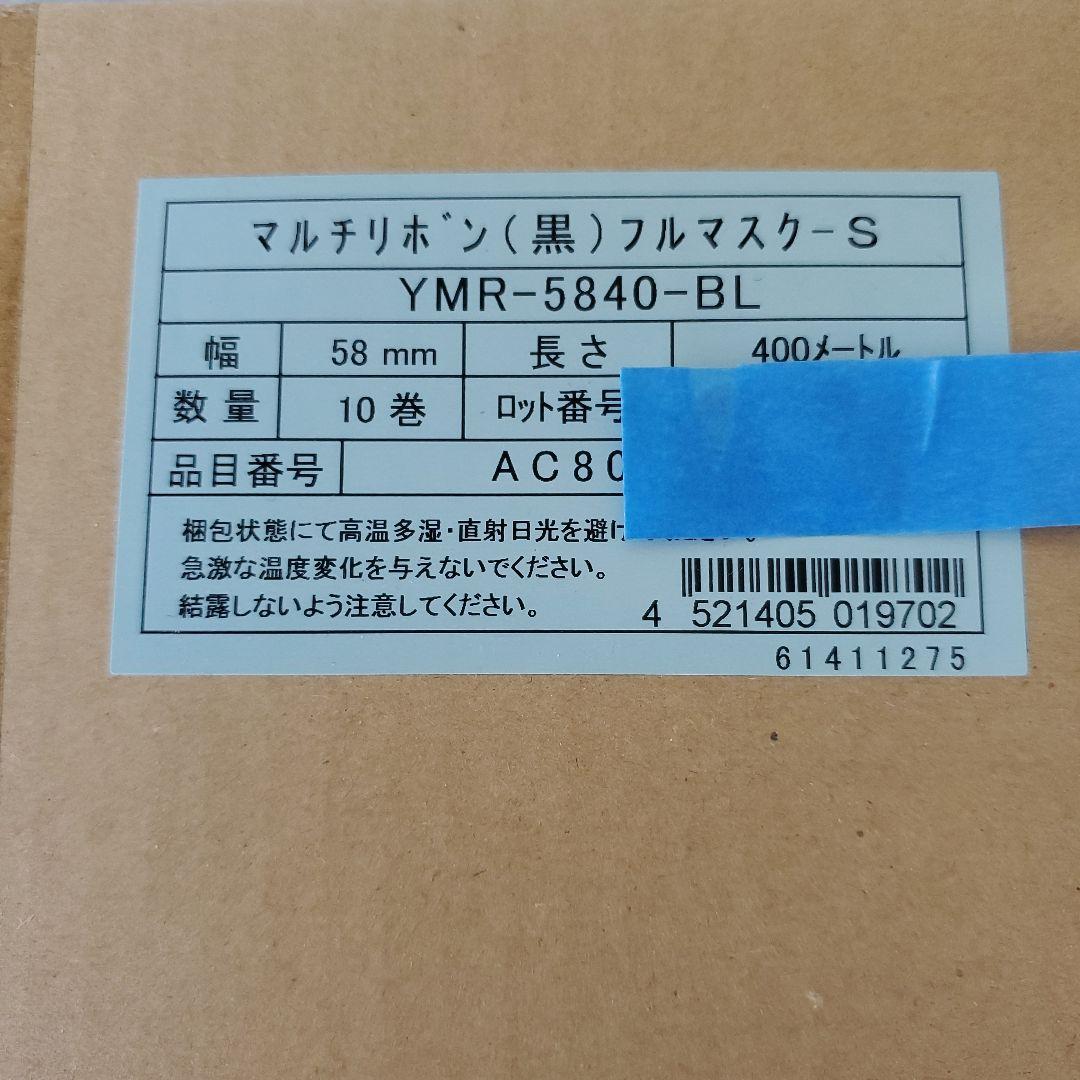 マルチリボン(黒)フルマスク-S
YMR-5840-BL
幅 58 mm 長さ 400メートル
数量 10 巻 ロット番号
品目番号 AC80
梱包状態にて高温多湿・直射日光を避け
急激な温度変化を与えないでください。
結露しないよう注意してください。
4 521405 019702
61411275